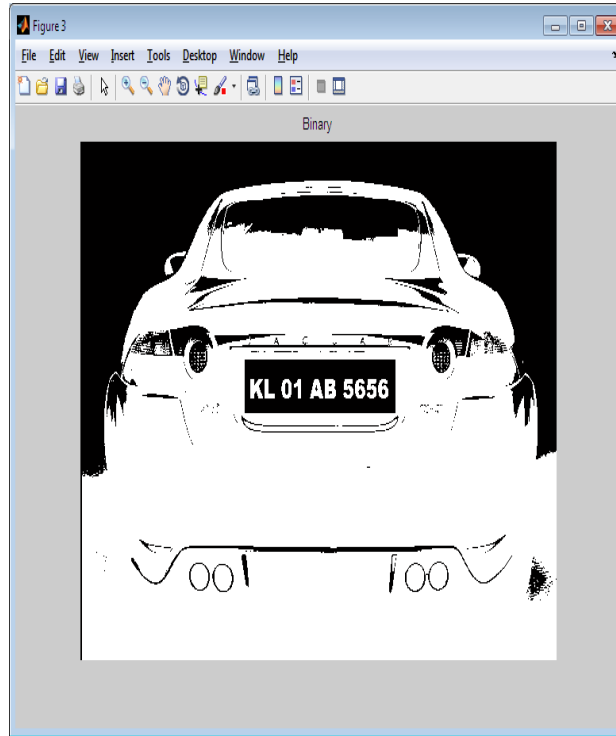 Figure 3
File Edit View Insert Tools Desktop Window Help
Binary
KL 01 AB 5656